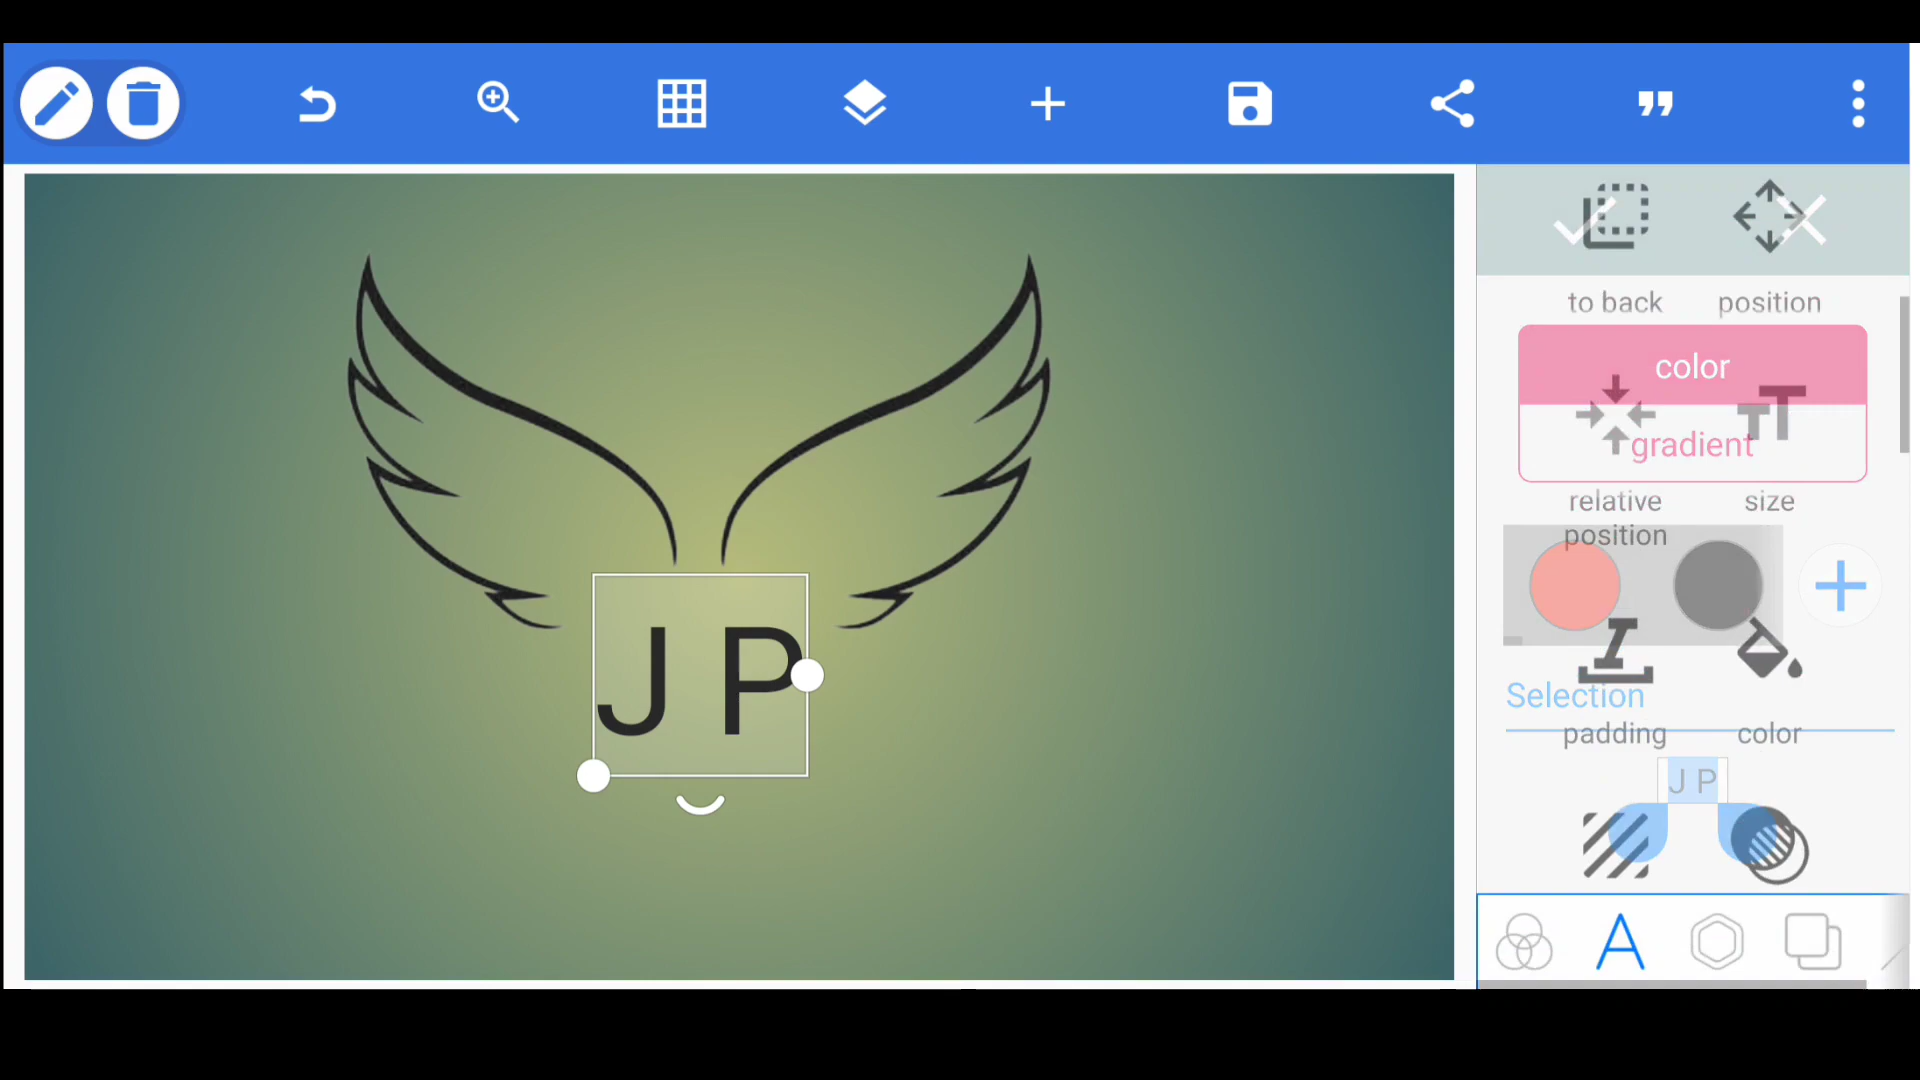 J P
to back position
color
gradient
relative position
size
Selection
padding color
J P